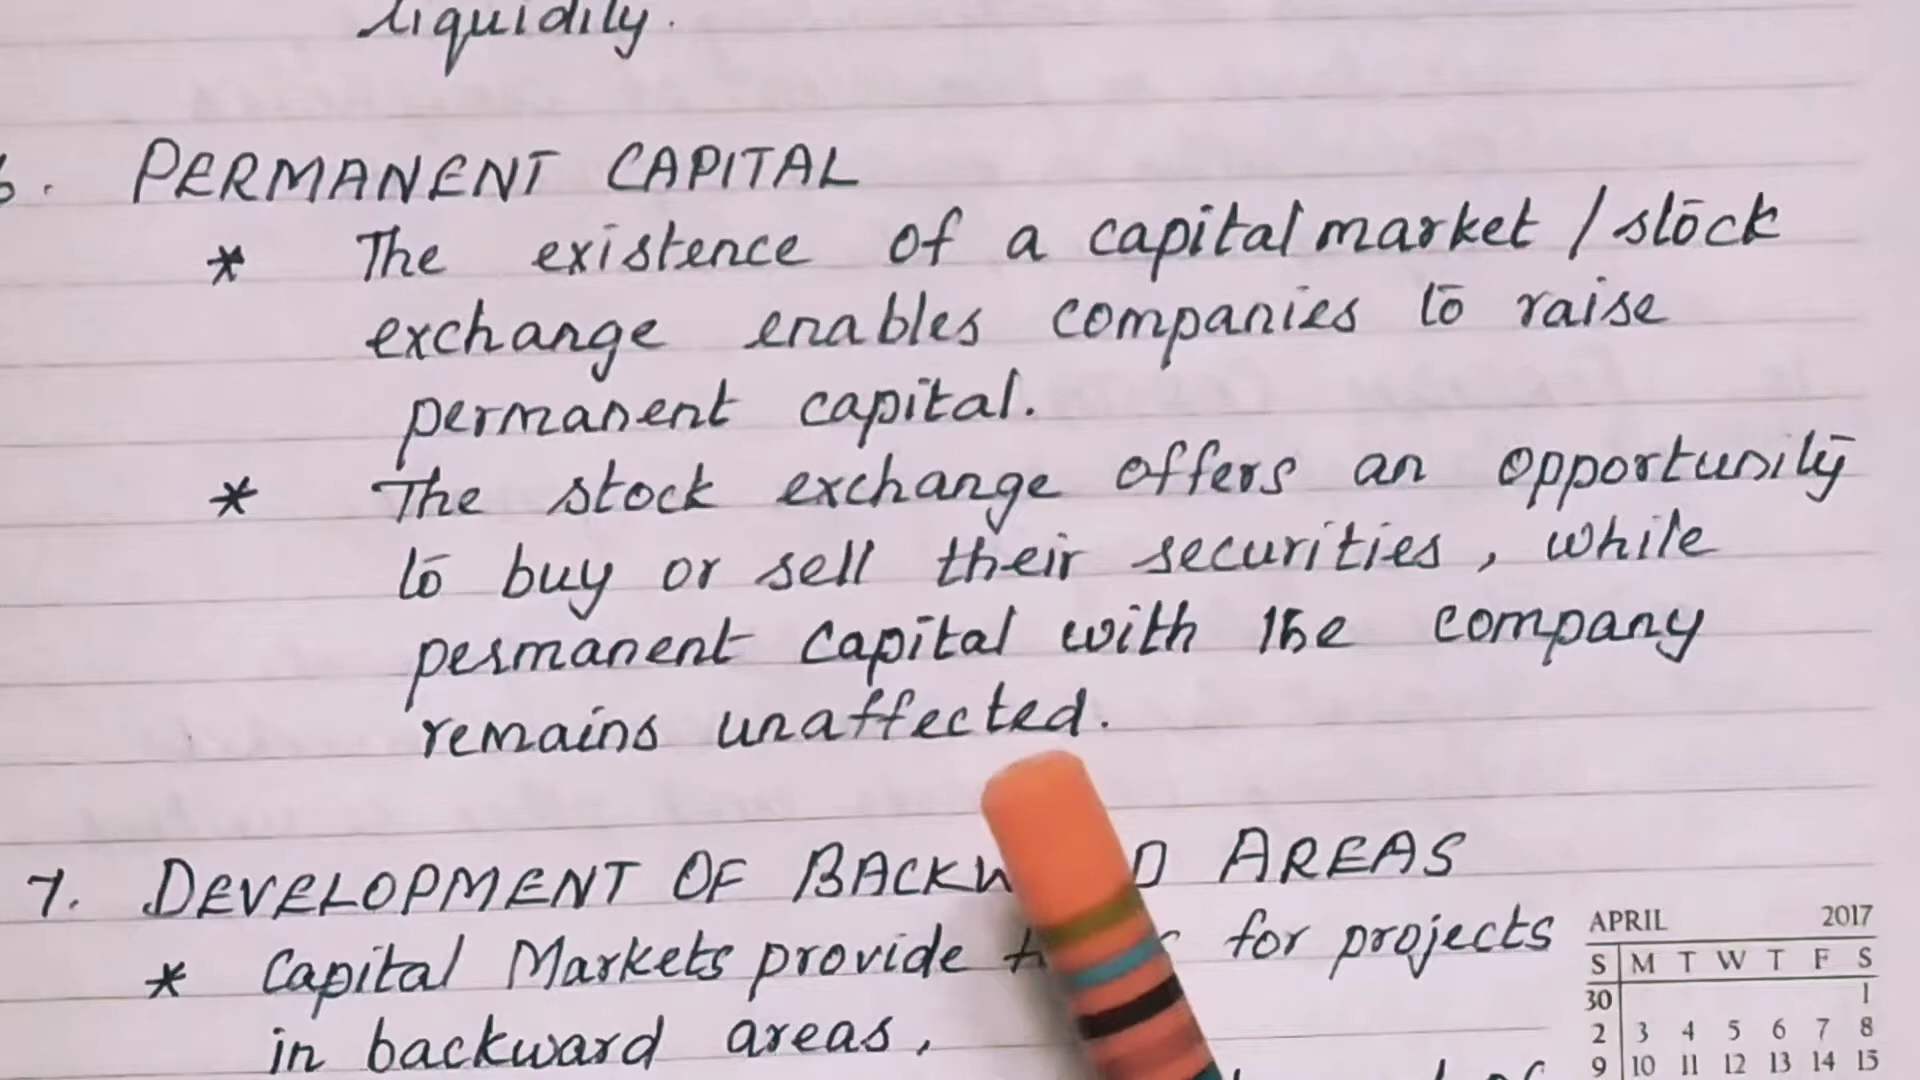 liquidity.
6. PERMANENT CAPITAL
* The existence of a capital market / stock
exchange enables companies to raise
permanent capital.
* The stock exchange offers an opportunity
to buy or sell their securities, while
permanent capital with the company
remains unaffected.
7. DEVELOPMENT OF AREAS
* Capital Markets provide for projects
in backward areas,
APRIL 2017
S M T W T F S
30 1
2 3 4 5 6 7 8
9 10 11 12 13 14 15